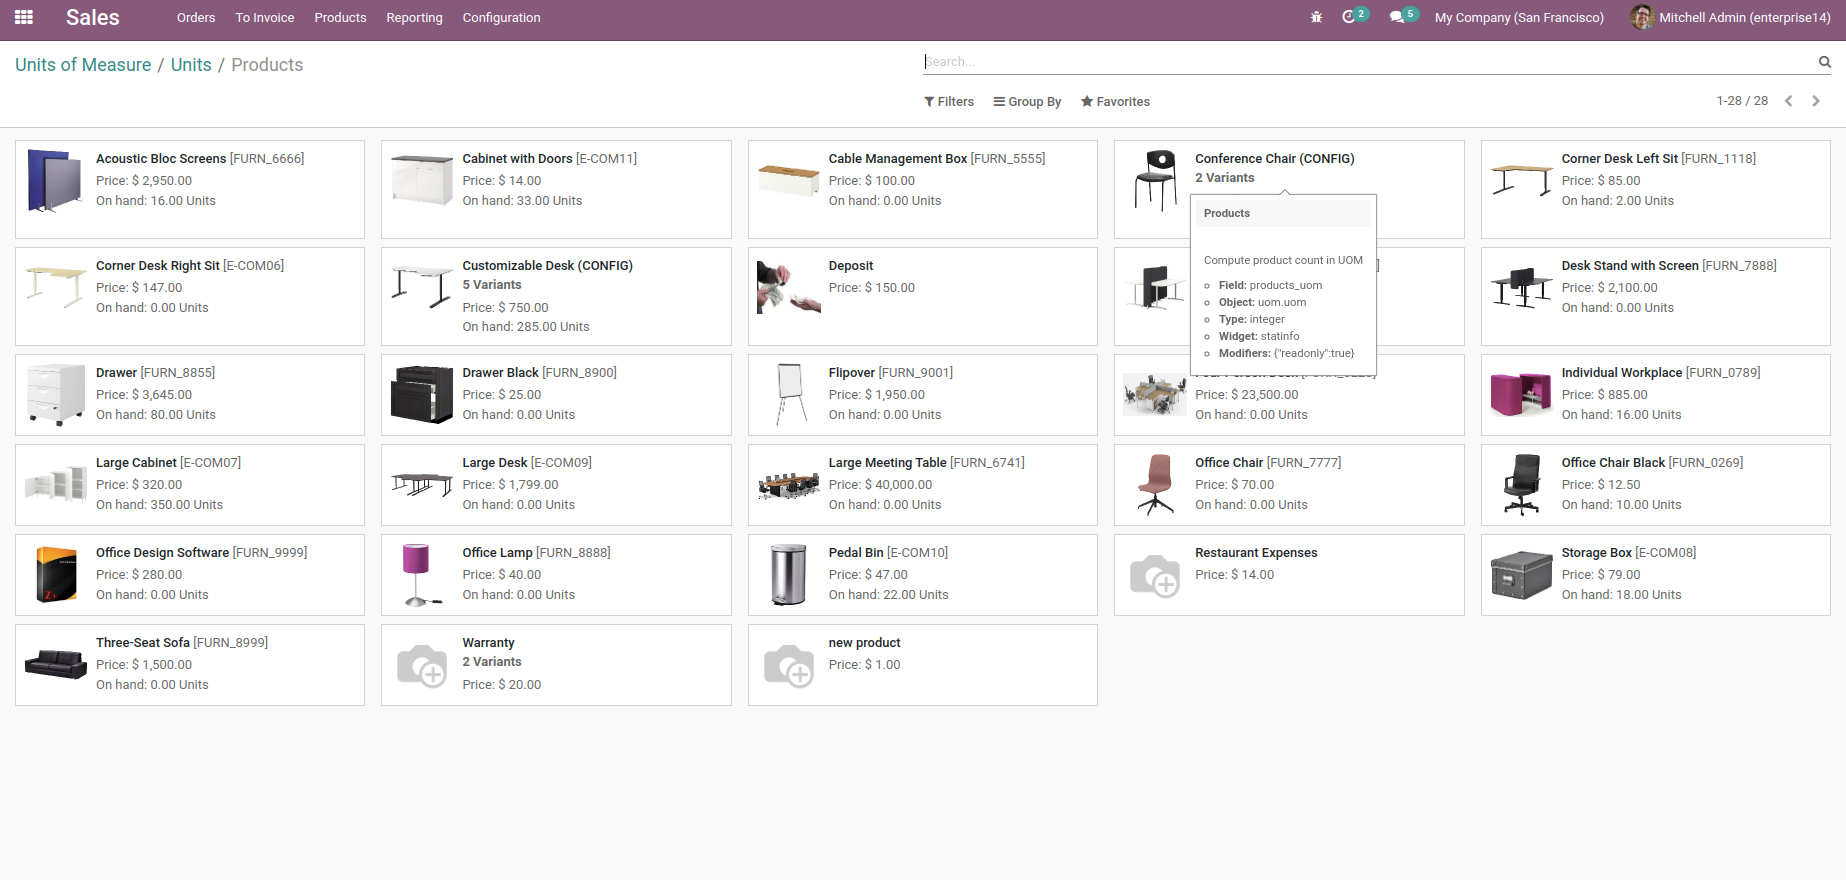 Sales
Orders
To Invoice
Products
Reporting
Configuration
2
5
My Company (San Francisco)
Mitchell Admin (enterprise14)
Units of Measure / Units / Products
Search...
Filters
Group By
Favorites
1-28 / 28
Acoustic Bloc Screens [FURN_6666]
Price: $ 2,950.00
On hand: 16.00 Units
Cabinet with Doors [E-COM11]
Price: $ 14.00
On hand: 33.00 Units
Cable Management Box [FURN_5555]
Price: $ 100.00
On hand: 0.00 Units
Conference Chair (CONFIG)
2 Variants
Products
Compute product count in UOM
Field: products_uom
Object: uom.uom
Type: integer
Widget: statinfo
Modifiers: {"readonly":true}
Corner Desk Left Sit [FURN_1118]
Price: $ 85.00
On hand: 2.00 Units
Corner Desk Right Sit [E-COM06]
Price: $ 147.00
On hand: 0.00 Units
Customizable Desk (CONFIG)
5 Variants
Price: $ 750.00
On hand: 285.00 Units
Deposit
Price: $ 150.00
]
Desk Stand with Screen [FURN_7888]
Price: $ 2,100.00
On hand: 0.00 Units
Drawer [FURN_8855]
Price: $ 3,645.00
On hand: 80.00 Units
Drawer Black [FURN_8900]
Price: $ 25.00
On hand: 0.00 Units
Flipover [FURN_9001]
Price: $ 1,950.00
On hand: 0.00 Units
Price: $ 23,500.00
On hand: 0.00 Units
Individual Workplace [FURN_0789]
Price: $ 885.00
On hand: 16.00 Units
Large Cabinet [E-COM07]
Price: $ 320.00
On hand: 350.00 Units
Large Desk [E-COM09]
Price: $ 1,799.00
On hand: 0.00 Units
Large Meeting Table [FURN_6741]
Price: $ 40,000.00
On hand: 0.00 Units
Office Chair [FURN_7777]
Price: $ 70.00
On hand: 0.00 Units
Office Chair Black [FURN_0269]
Price: $ 12.50
On hand: 10.00 Units
Office Design Software [FURN_9999]
Price: $ 280.00
On hand: 0.00 Units
Office Lamp [FURN_8888]
Price: $ 40.00
On hand: 0.00 Units
Pedal Bin [E-COM10]
Price: $ 47.00
On hand: 22.00 Units
Restaurant Expenses
Price: $ 14.00
Storage Box [E-COM08]
Price: $ 79.00
On hand: 18.00 Units
Three-Seat Sofa [FURN_8999]
Price: $ 1,500.00
On hand: 0.00 Units
Warranty
2 Variants
Price: $ 20.00
new product
Price: $ 1.00